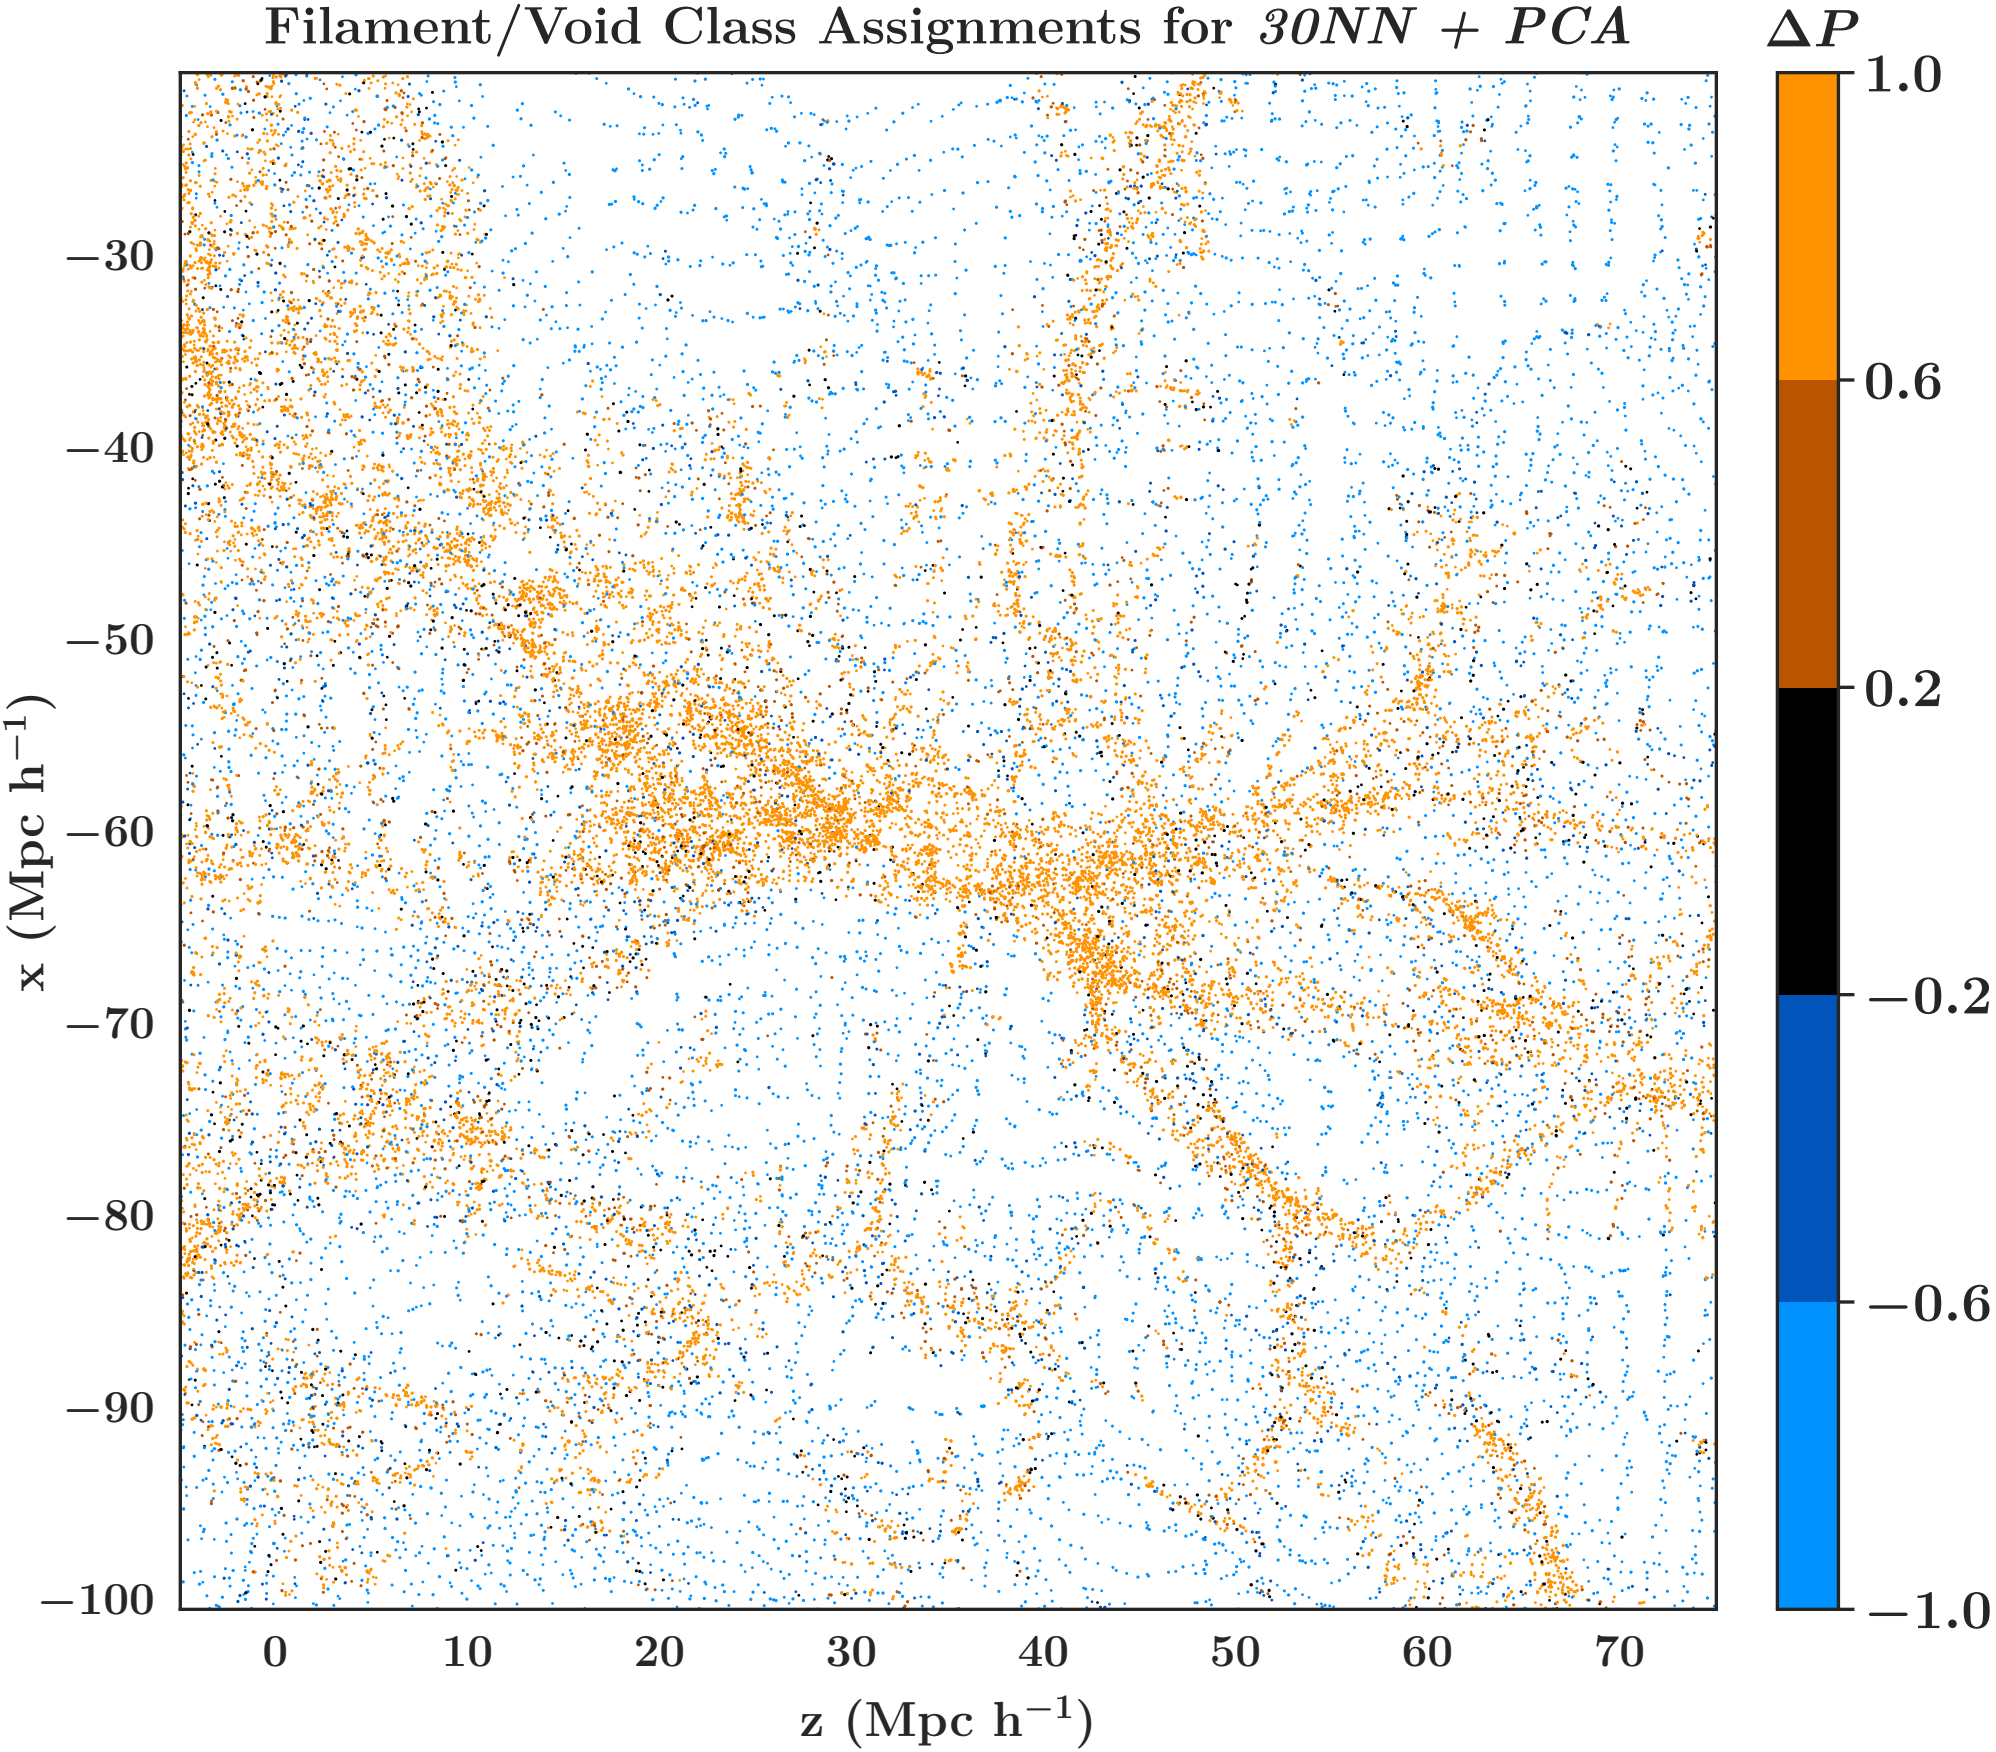 Filament/Void Class Assignments for 30NN + PCA
ΔP
1.0
0.6
0.2
−0.2
−0.6
−1.0
−30
−40
−50
−60
−70
−80
−90
−100
x (Mpc h⁻¹)
0 10 20 30 40 50 60 70
z (Mpc h⁻¹)